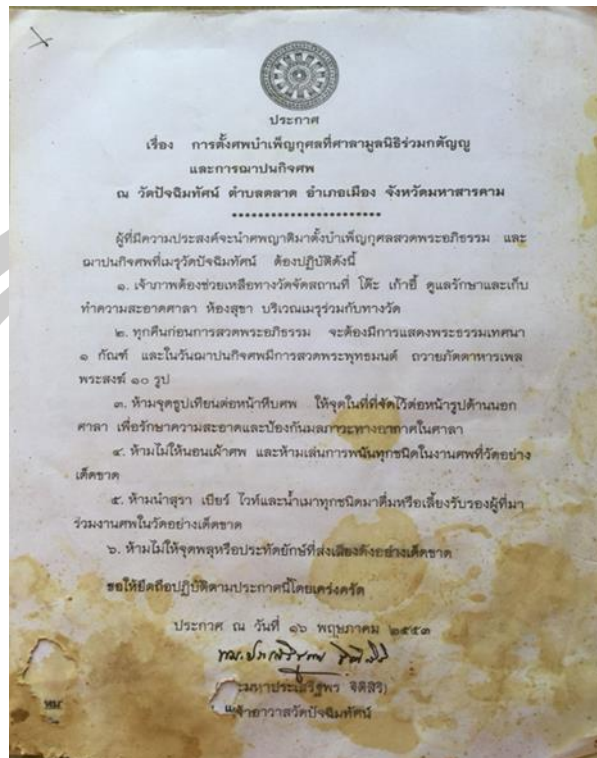 ประกาศ
เรื่อง การตั้งศพบำเพ็ญกุศลที่ศาลามูลนิธิร่วมกตัญญู
และการฌาปนกิจศพ
ณ วัดปัจฉิมทัศน์ ตำบลตลาด อำเภอเมือง จังหวัดมหาสารคาม
************************
ผู้ที่มีความประสงค์จะนำศพญาติมาตั้งบำเพ็ญกุศลสวดพระอภิธรรม และ
ฌาปนกิจศพที่เมรุวัดปัจฉิมทัศน์ ต้องปฏิบัติดังนี้
๑. เจ้าภาพต้องช่วยเหลือทางวัดจัดสถานที่ โต๊ะ เก้าอี้ ดูแลรักษาและเก็บ
ทำความสะอาดศาลา ห้องสุขา บริเวณเมรุร่วมกับทางวัด
๒. ทุกคืนก่อนการสวดพระอภิธรรม จะต้องมีการแสดงพระธรรมเทศนา
๑ กัณฑ์ และในวันฌาปนกิจศพมีการสวดพระพุทธมนต์ ถวายภัตตาหารเพล
พระสงฆ์ ๑๐ รูป
๓. ห้ามจุดธูปเทียนต่อหน้าหีบศพ ให้จุดในที่ที่จัดไว้ต่อหน้ารูปด้านนอก
ศาลา เพื่อรักษาความสะอาดและป้องกันมลภาวะทางอากาศในศาลา
๔. ห้ามไม่ให้นอนเฝ้าศพ และห้ามเล่นการพนันทุกชนิดในงานศพที่วัดอย่าง
เด็ดขาด
๕. ห้ามนำสุรา เบียร์ ไวท์และน้ำเมาทุกชนิดมาดื่มหรือเลี้ยงรับรองผู้ที่มา
ร่วมงานศพในวัดอย่างเด็ดขาด
๖. ห้ามไม่ให้จุดพลุหรือประทัดยักษ์ที่ส่งเสียงดังอย่างเด็ดขาด
ขอให้ยึดถือปฏิบัติตามประกาศนี้โดยเคร่งครัด
ประกาศ ณ วันที่ ๑๖ พฤษภาคม ๒๕๕๓
จิตสิริ)
เจ้าอาวาสวัดปัจฉิมทัศน์